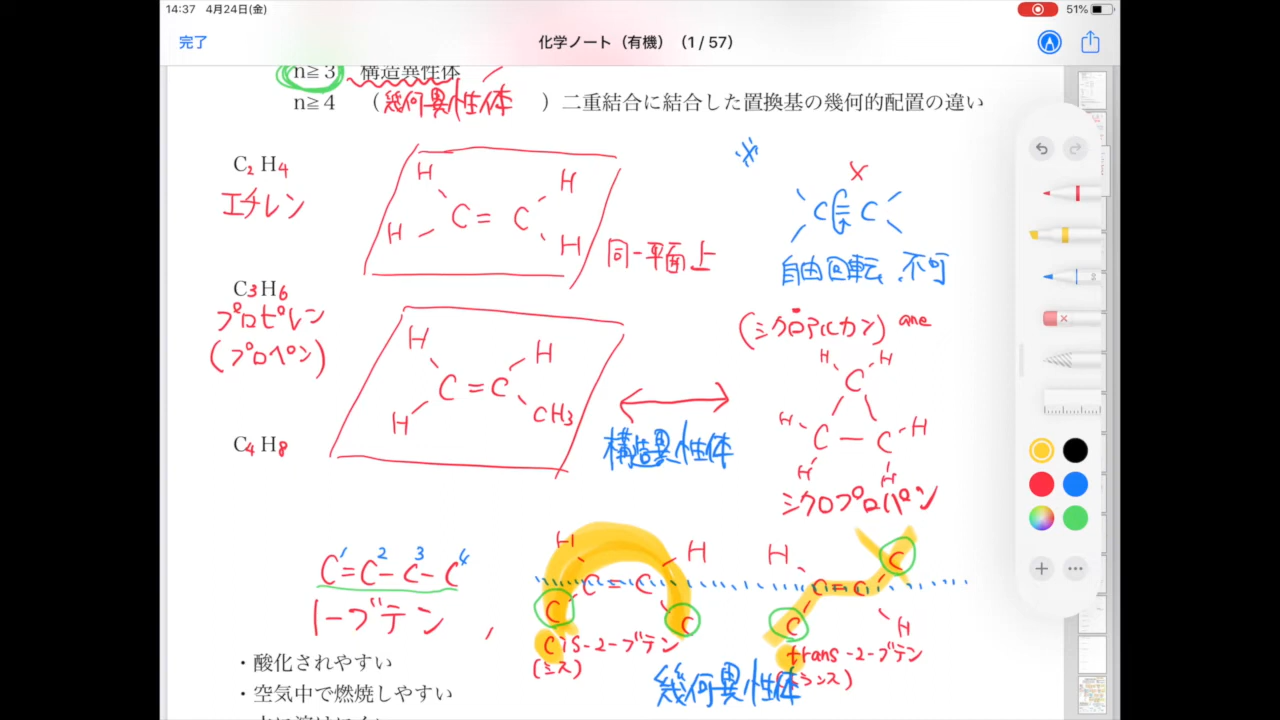 14:37 4月24日(金) 51%
完了 化学ノート（有機）（1 / 57）
n≧3 構造異性体
n≧4 （幾何異性体）二重結合に結合した置換基の幾何的配置の違い
C2H4
エチレン
H H
C = C
H H
同一平面上
※
×
C = C
自由回転 不可
C3H6
プロピレン
(プロペン)
H H
C = C
H CH3
構造異性体
(シクロアルカン) ane
H H
C
H C — C H
H H
シクロプロパン
C4H8
1 2 3 4
C=C-C-C
1-ブテン ,
H H
C = C
C C
cis-2-ブテン
(シス)
H C
C = C
C H
trans-2-ブテン
(トランス)
幾何異性体
・酸化されやすい
・空気中で燃焼しやすい